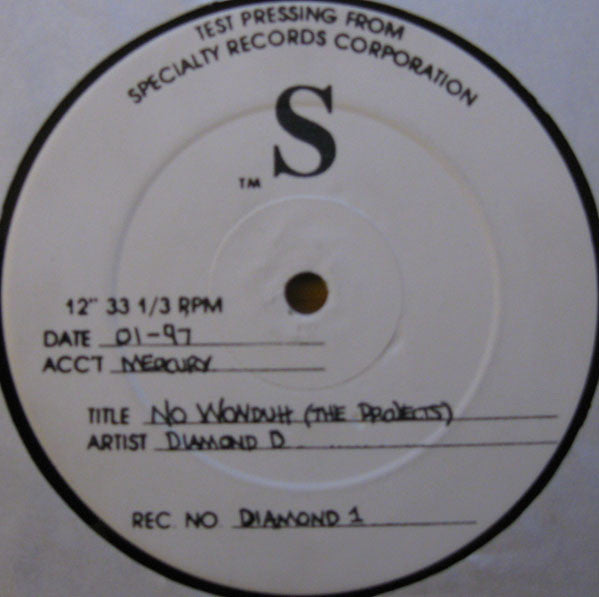 TEST PRESSING FROM
SPECIALTY RECORDS CORPORATION
S
TM
12" 33 1/3 RPM
DATE 01-97
ACCT MERCURY
TITLE NO WONDUH (THE PROJECTS)
ARTIST DIAMOND D
REC. NO DIAMOND 1